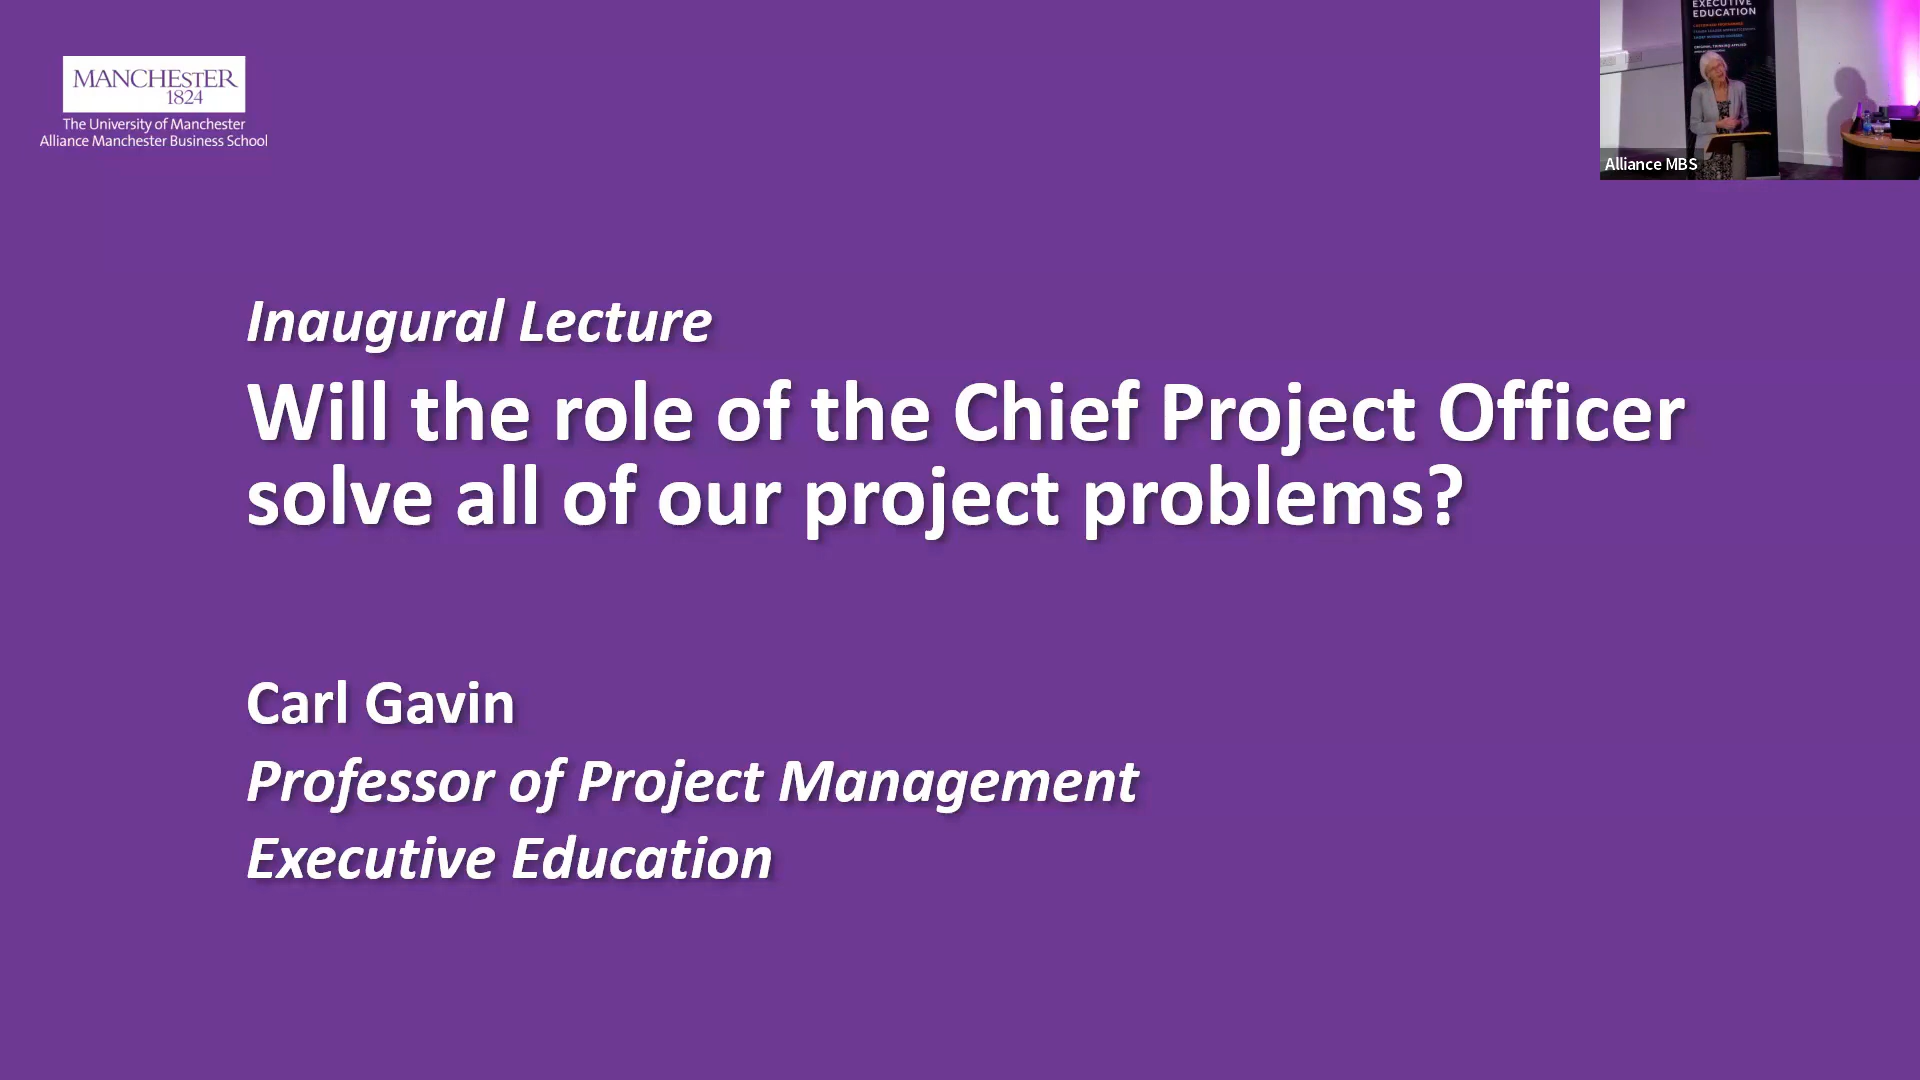 MANCHESTER
1824
The University of Manchester
Alliance Manchester Business School
EXECUTIVE
EDUCATION
Alliance MBS
Inaugural Lecture
Will the role of the Chief Project Officer
solve all of our project problems?
Carl Gavin
Professor of Project Management
Executive Education